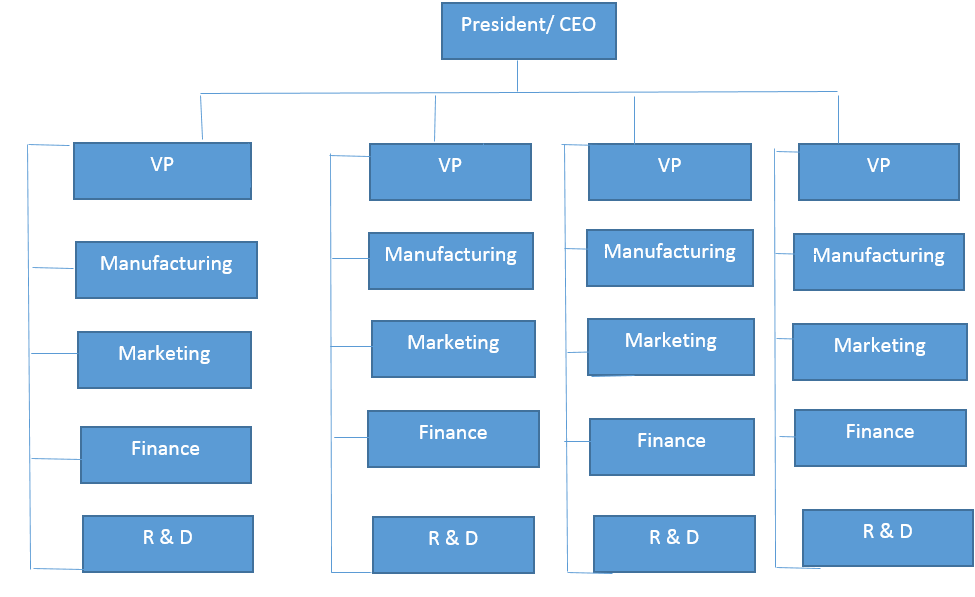 President/ CEO
VP
Manufacturing
Marketing
Finance
R & D
VP
Manufacturing
Marketing
Finance
R & D
VP
Manufacturing
Marketing
Finance
R & D
VP
Manufacturing
Marketing
Finance
R & D